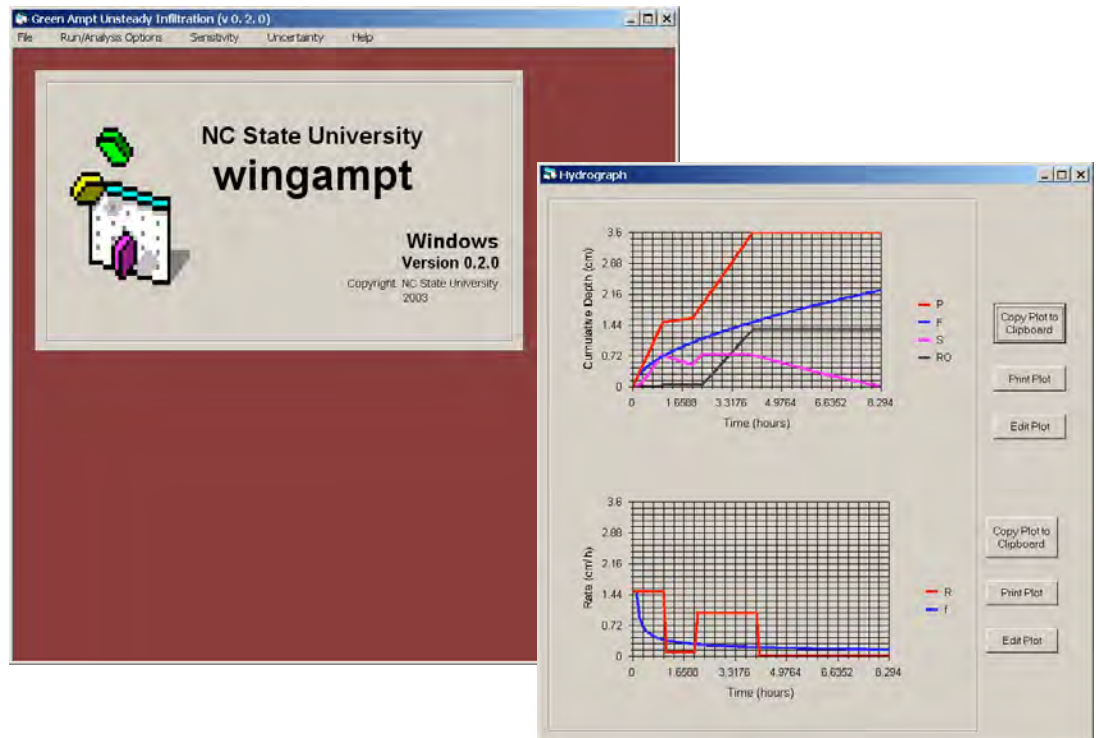 Green Ampt Unsteady Infiltration (v 0. 2. 0)
File Run/Analysis Options Sensitivity Uncertainty Help
NC State University
wingampt
Windows
Version 0.2.0
Copyright NC State University
2003
Hydrograph
Cumulative Depth (cm)
3.6
2.88
2.16
1.44
0.72
0
0 1.6588 3.3176 4.9764 6.6352 8.294
Time (hours)
P
F
S
RO
Copy Plot to
Clipboard
Print Plot
Edit Plot
Rate (cm/h)
3.6
2.88
2.16
1.44
0.72
0
0 1.6588 3.3176 4.9764 6.6352 8.294
Time (hours)
R
f
Copy Plot to
Clipboard
Print Plot
Edit Plot